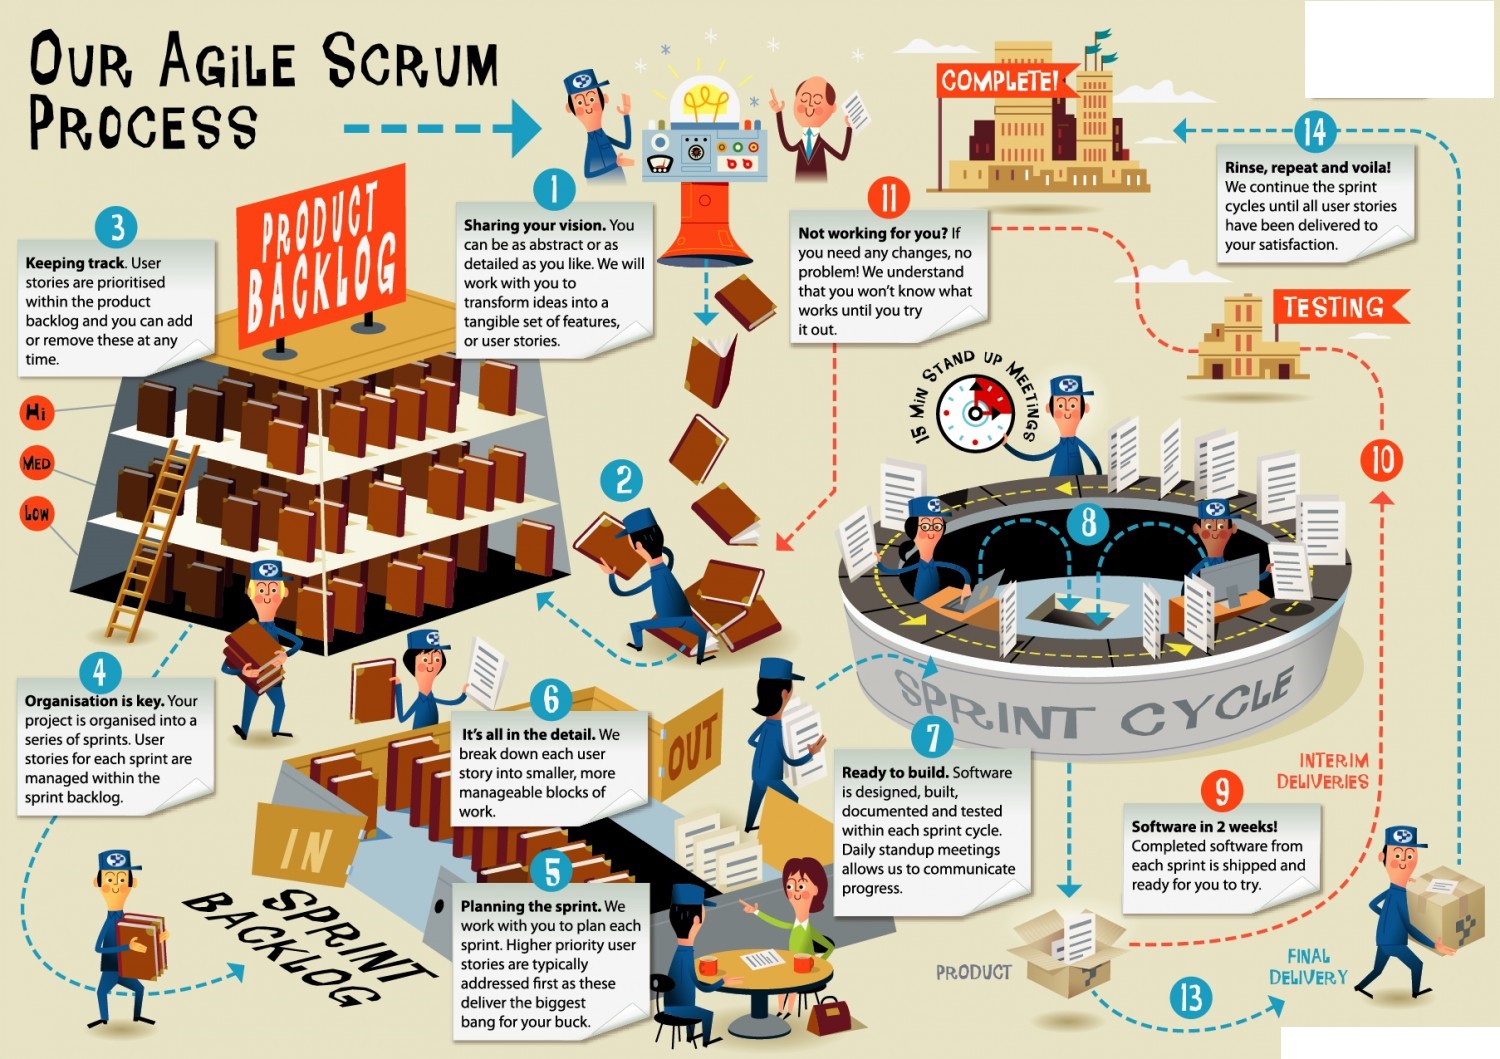 OUR AGILE SCRUM
PROCESS
1
Sharing your vision. You
can be as abstract or as
detailed as you like. We will
work with you to
transform ideas into a
tangible set of features,
or user stories.
2
3
Keeping track. User
stories are prioritised
within the product
backlog and you can add
or remove these at any
time.
PRODUCT
BACKLOG
Hi
MED
LOW
4
Organisation is key. Your
project is organised into a
series of sprints. User
stories for each sprint are
managed within the
sprint backlog.
IN
OUT
SPRINT
BACKLOG
5
Planning the sprint. We
work with you to plan each
sprint. Higher priority user
stories are typically
addressed first as these
deliver the biggest
bang for your buck.
6
It's all in the detail. We
break down each user
story into smaller, more
manageable blocks of
work.
7
Ready to build. Software
is designed, built,
documented and tested
within each sprint cycle.
Daily standup meetings
allows us to communicate
progress.
15 MIN STAND UP MEETINGS
8
SPRINT CYCLE
9
Software in 2 weeks!
Completed software from
each sprint is shipped and
ready for you to try.
PRODUCT
INTERIM
DELIVERIES
10
TESTING
11
Not working for you? If
you need any changes, no
problem! We understand
that you won't know what
works until you try
it out.
13
FINAL
DELIVERY
14
Rinse, repeat and voila!
We continue the sprint
cycles until all user stories
have been delivered to
your satisfaction.
COMPLETE!